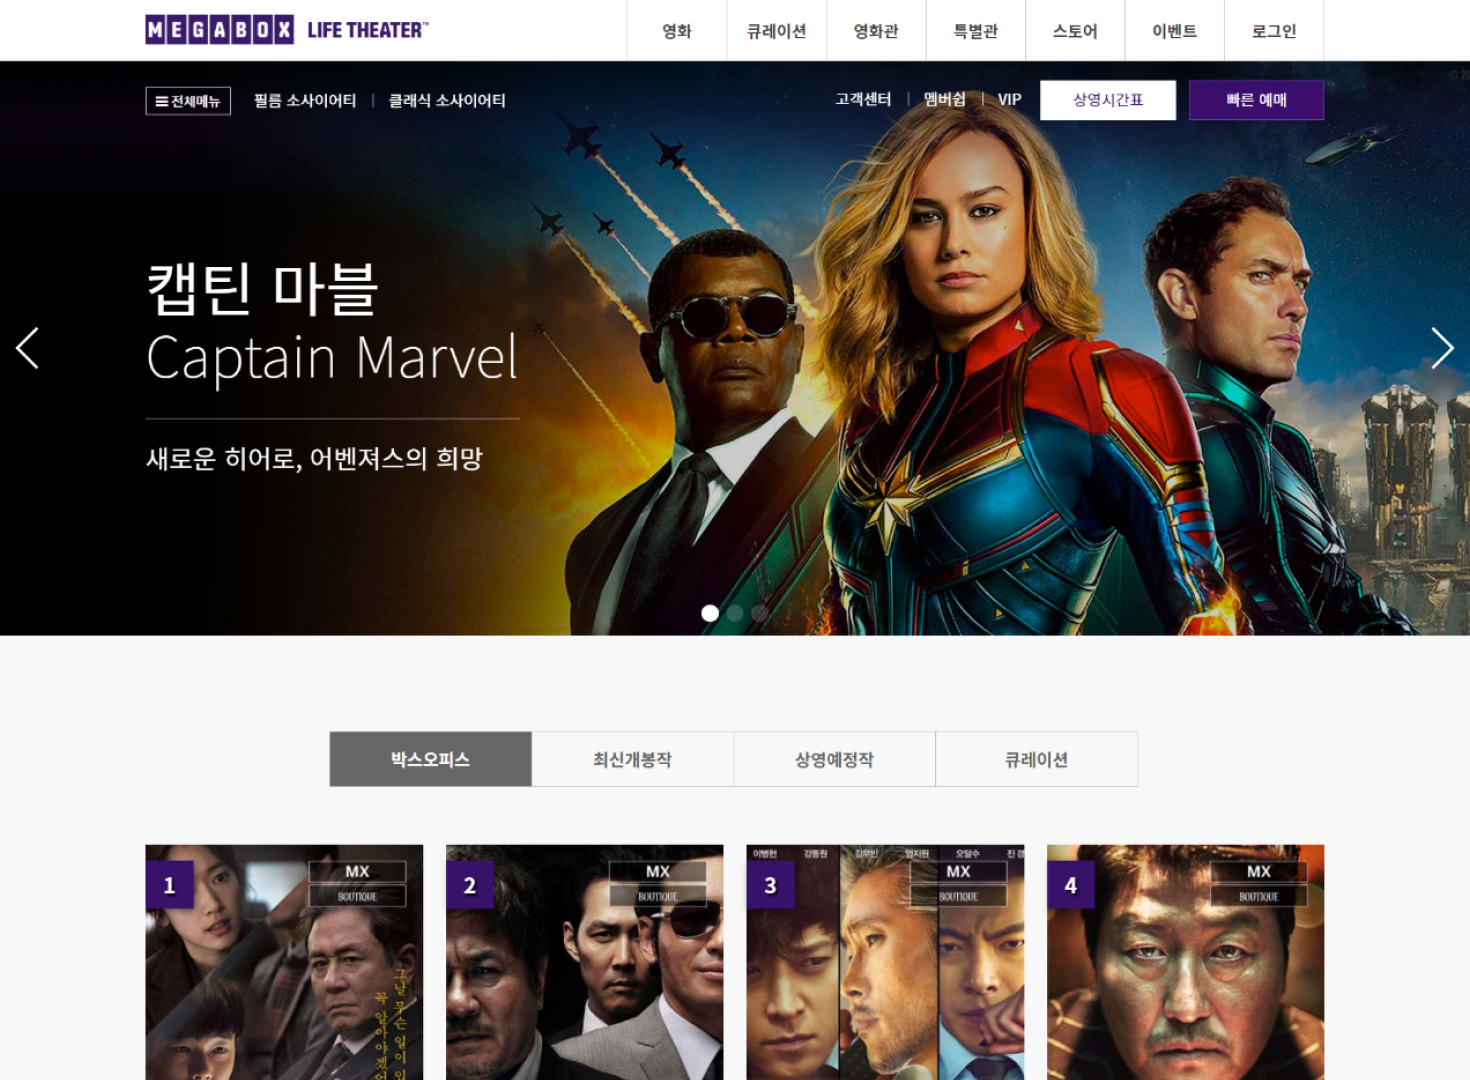 MEGABOX LIFE THEATER™
영화
큐레이션
영화관
특별관
스토어
이벤트
로그인
전체메뉴
필름 소사이어티
클래식 소사이어티
고객센터
멤버쉽
VIP
상영시간표
빠른 예매
캡틴 마블
Captain Marvel
새로운 히어로, 어벤져스의 희망
박스오피스
최신개봉작
상영예정작
큐레이션
1
MX
BOUTIQUE
그날 무슨 일이 있
꼭 알아야겠어
2
MX
BOUTIQUE
3
이병헌 강동원 김우빈 엄지원 오달수 진경
MX
BOUTIQUE
4
MX
BOUTIQUE